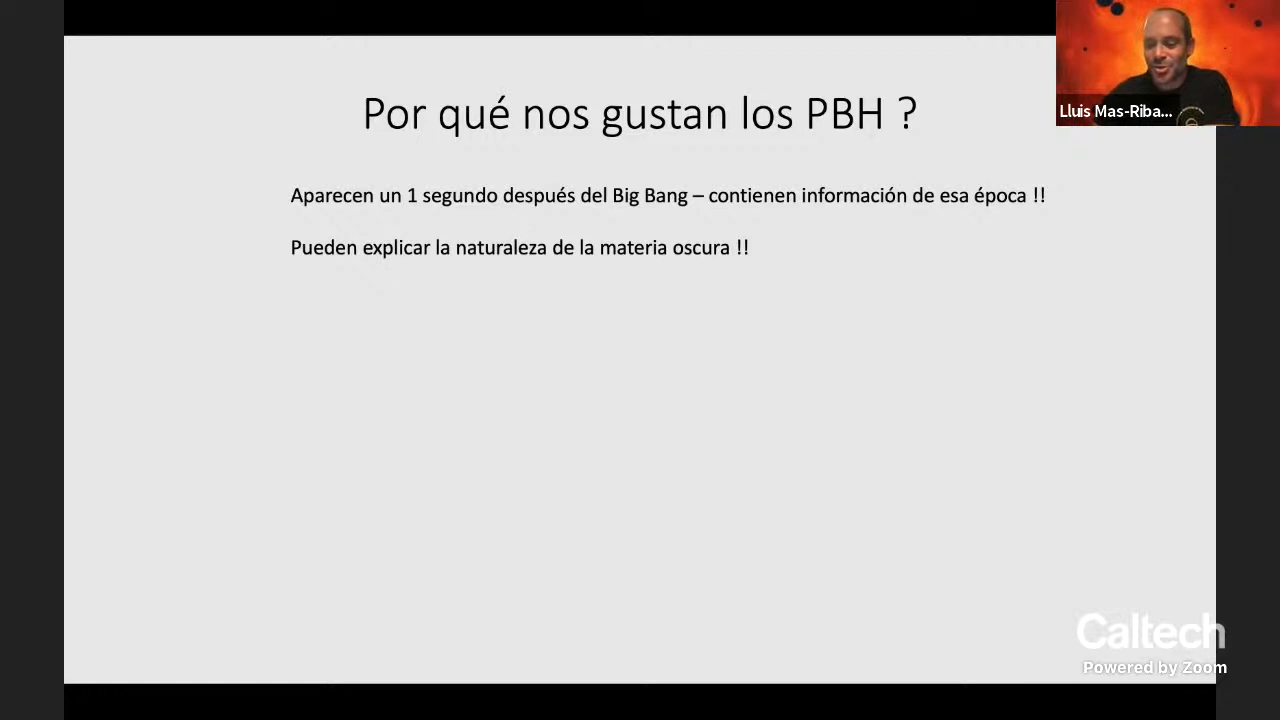 Por qué nos gustan los PBH ?
Lluis Mas-Riba...
Aparecen un 1 segundo después del Big Bang – contienen información de esa época !!
Pueden explicar la naturaleza de la materia oscura !!
Caltech
Powered by Zoom